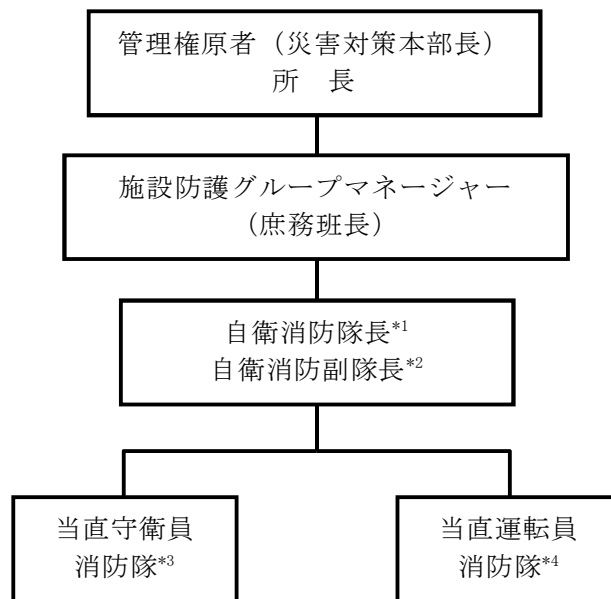 管理権原者（災害対策本部長）
所　長
施設防護グループマネージャー
（庶務班長）
自衛消防隊長*1
自衛消防副隊長*2
当直守衛員
消防隊*3
当直運転員
消防隊*4